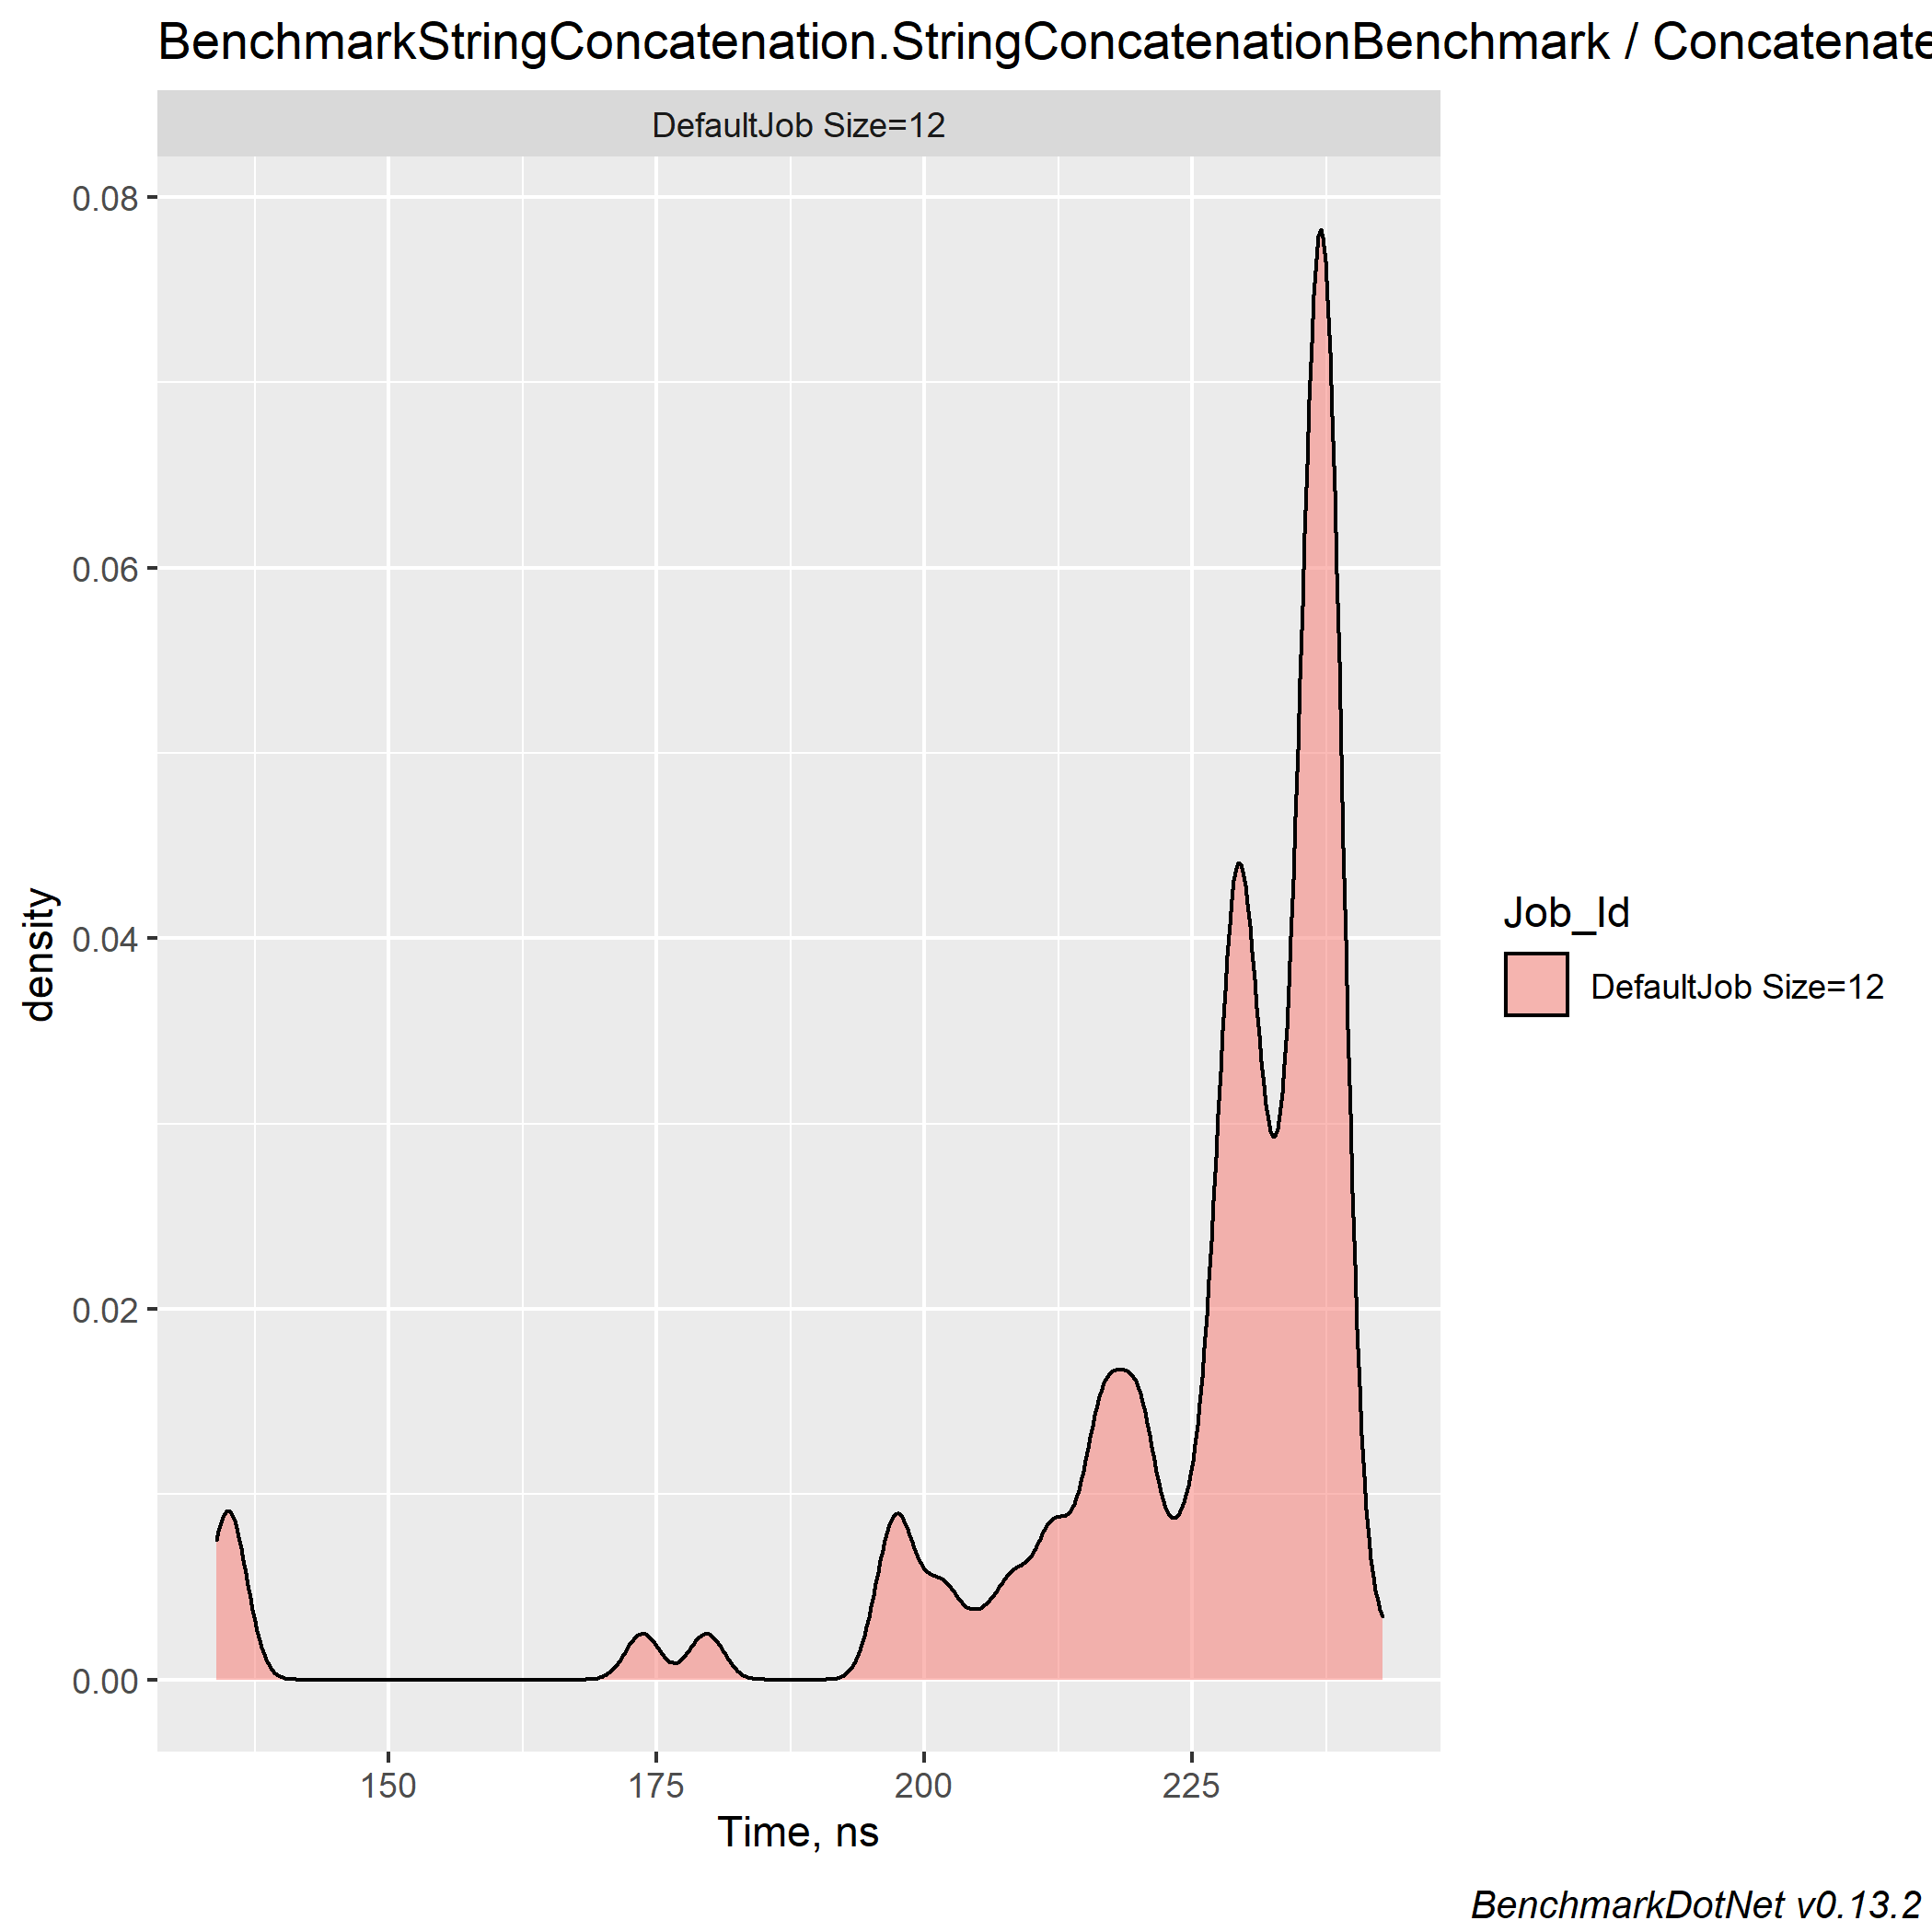 BenchmarkStringConcatenation.StringConcatenationBenchmark / Concatenate
DefaultJob Size=12
0.08
0.06
0.04
0.02
0.00
density
150 175 200 225
Time, ns
Job_Id
DefaultJob Size=12
BenchmarkDotNet v0.13.2